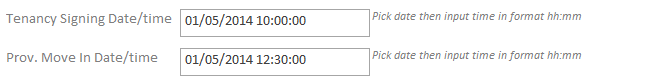 Tenancy Signing Date/time 01/05/2014 10:00:00 Pick date then input time in format hh:mm
Prov. Move In Date/time 01/05/2014 12:30:00 Pick date then input time in format hh:mm